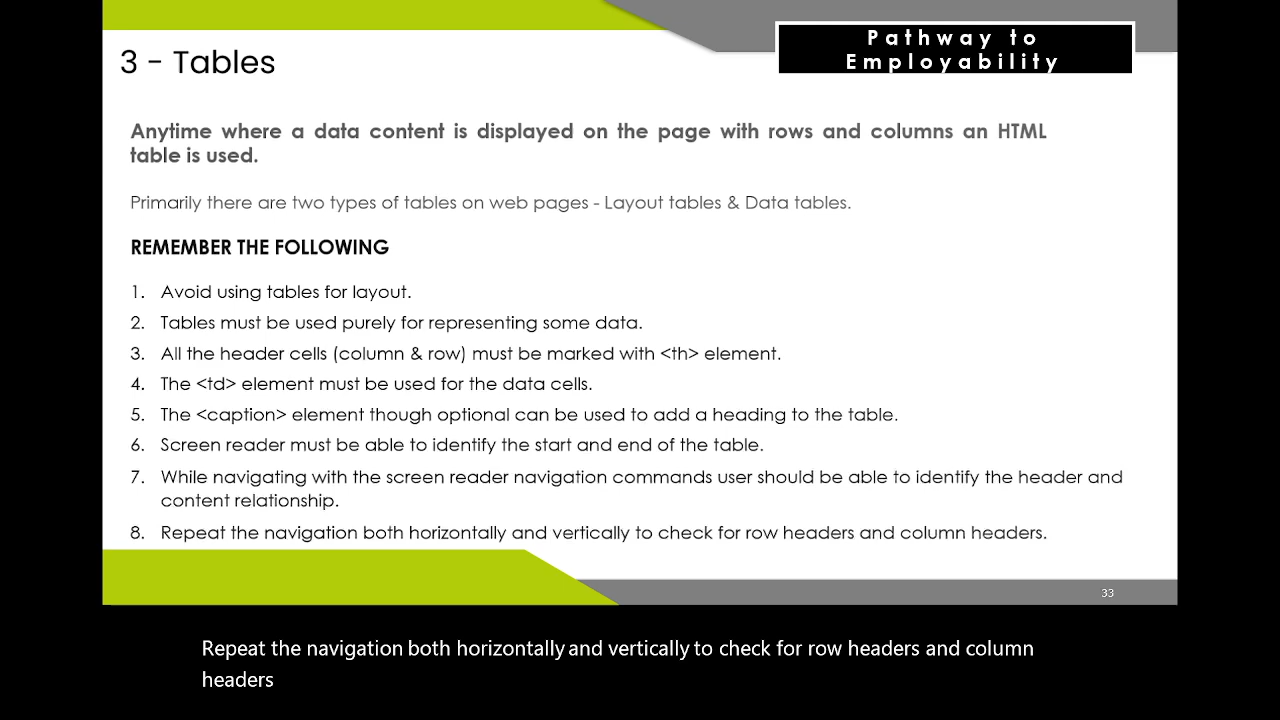 Pathway to
Employability
3 - Tables
Anytime where a data content is displayed on the page with rows and columns an HTML
table is used.
Primarily there are two types of tables on web pages - Layout tables & Data tables.
REMEMBER THE FOLLOWING
1. Avoid using tables for layout.
2. Tables must be used purely for representing some data.
3. All the header cells (column & row) must be marked with <th> element.
4. The <td> element must be used for the data cells.
5. The <caption> element though optional can be used to add a heading to the table.
6. Screen reader must be able to identify the start and end of the table.
7. While navigating with the screen reader navigation commands user should be able to identify the header and
content relationship.
8. Repeat the navigation both horizontally and vertically to check for row headers and column headers.
33
Repeat the navigation both horizontally and vertically to check for row headers and column
headers